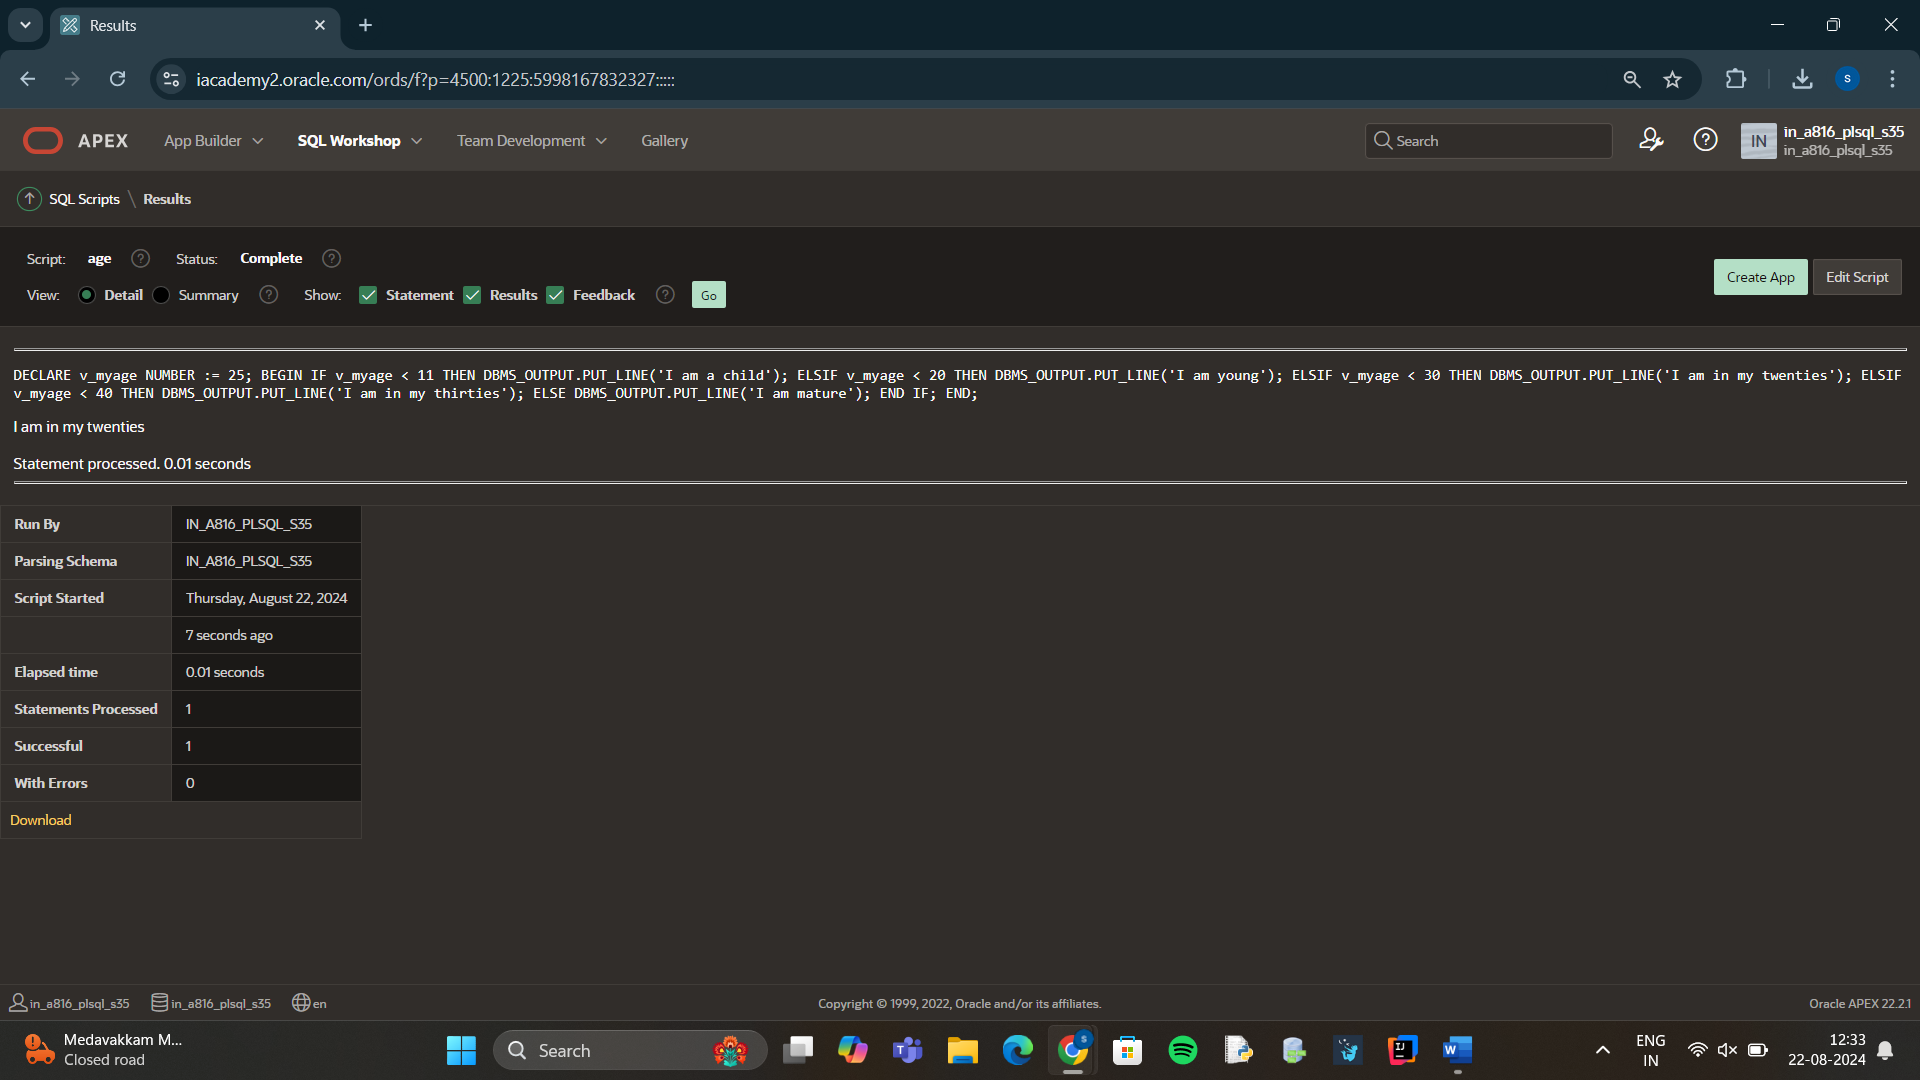 Results
iacademy2.oracle.com/ords/f?p=4500:1225:5998167832327:::::
S
APEX
App Builder
SQL Workshop
Team Development
Gallery
Search
IN
in_a816_plsql_s35
in_a816_plsql_s35
SQL Scripts \ Results
Script: age ? Status: Complete ?
View: Detail Summary ? Show: Statement Results Feedback ? Go
Create App
Edit Script
DECLARE v_myage NUMBER := 25; BEGIN IF v_myage < 11 THEN DBMS_OUTPUT.PUT_LINE('I am a child'); ELSIF v_myage < 20 THEN DBMS_OUTPUT.PUT_LINE('I am young'); ELSIF v_myage < 30 THEN DBMS_OUTPUT.PUT_LINE('I am in my twenties'); ELSIF
v_myage < 40 THEN DBMS_OUTPUT.PUT_LINE('I am in my thirties'); ELSE DBMS_OUTPUT.PUT_LINE('I am mature'); END IF; END;
I am in my twenties
Statement processed. 0.01 seconds
Run By IN_A816_PLSQL_S35
Parsing Schema IN_A816_PLSQL_S35
Script Started Thursday, August 22, 2024
7 seconds ago
Elapsed time 0.01 seconds
Statements Processed 1
Successful 1
With Errors 0
Download
in_a816_plsql_s35 in_a816_plsql_s35 en
Copyright © 1999, 2022, Oracle and/or its affiliates.
Oracle APEX 22.2.1
Medavakkam M...
Closed road
Search
ENG
IN
12:33
22-08-2024